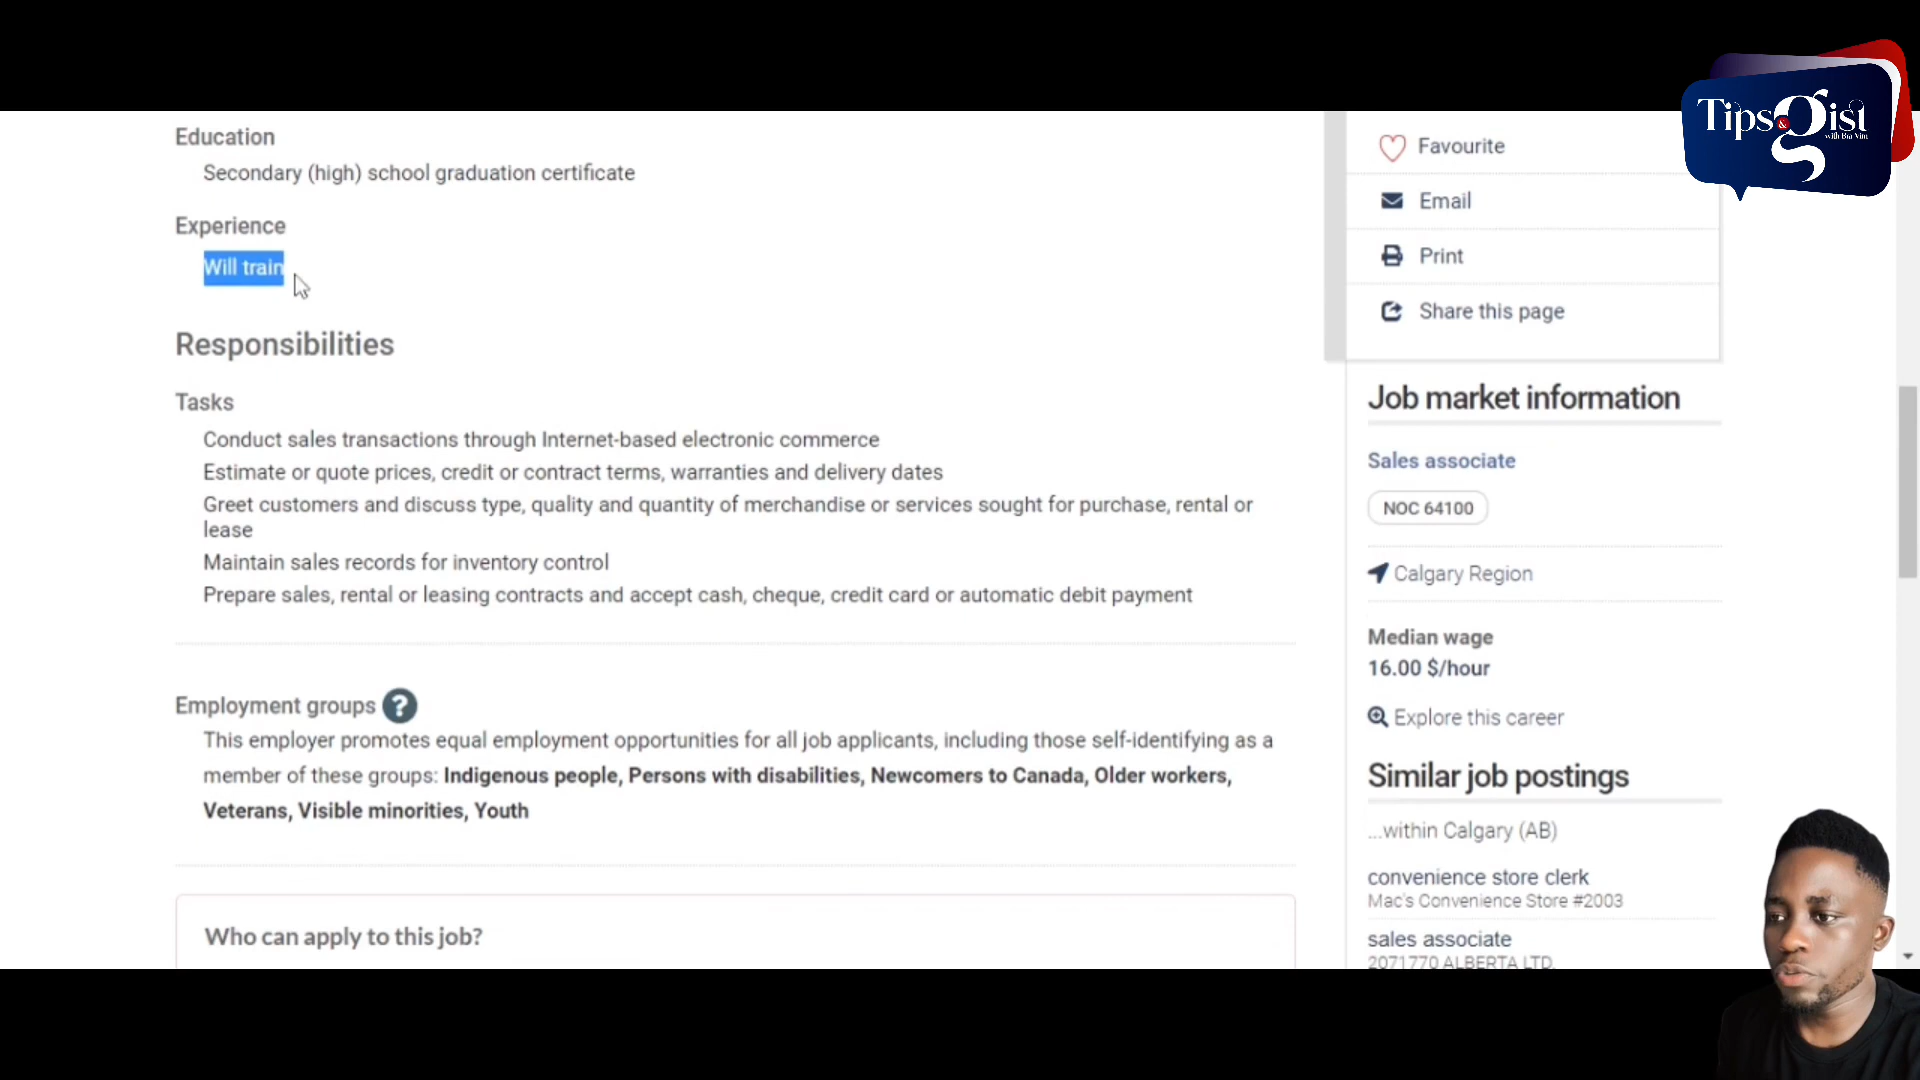 Education
Secondary (high) school graduation certificate
Experience
Will train
Responsibilities
Tasks
Conduct sales transactions through Internet-based electronic commerce
Estimate or quote prices, credit or contract terms, warranties and delivery dates
Greet customers and discuss type, quality and quantity of merchandise or services sought for purchase, rental or
lease
Maintain sales records for inventory control
Prepare sales, rental or leasing contracts and accept cash, cheque, credit card or automatic debit payment
Employment groups ?
This employer promotes equal employment opportunities for all job applicants, including those self-identifying as a
member of these groups: Indigenous people, Persons with disabilities, Newcomers to Canada, Older workers,
Veterans, Visible minorities, Youth
Who can apply to this job?
Favourite
Email
Print
Share this page
Job market information
Sales associate
NOC 64100
Calgary Region
Median wage
16.00 $/hour
Explore this career
Similar job postings
...within Calgary (AB)
convenience store clerk
Mac's Convenience Store #2003
sales associate
2071770 ALBERTA LTD.
Tips & gist
with